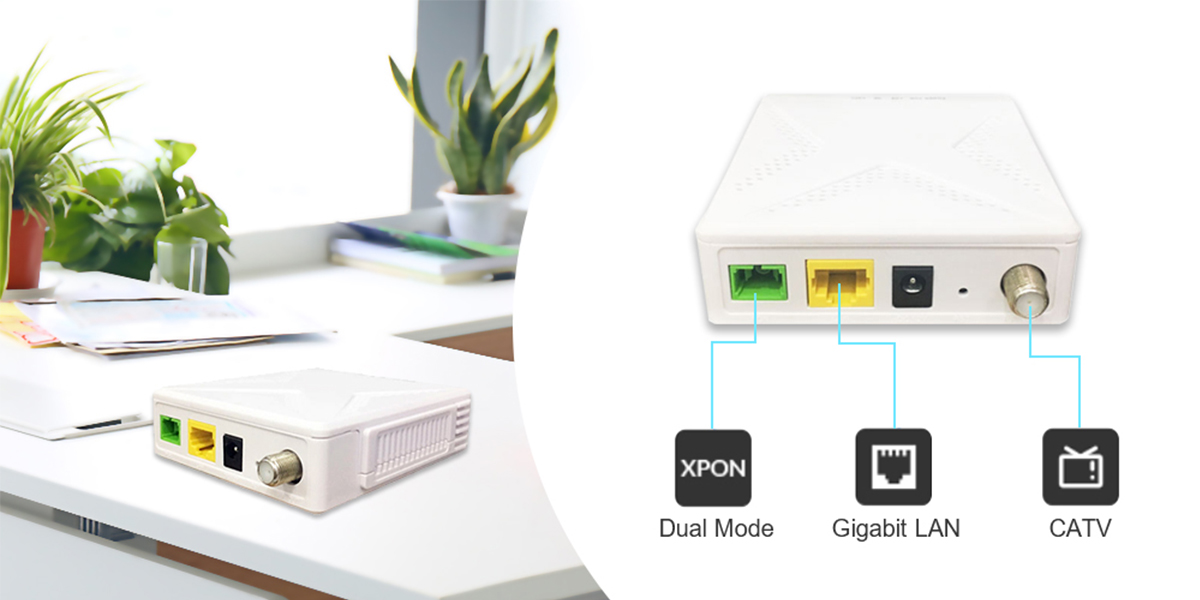 XPON
Dual Mode
Gigabit LAN
CATV